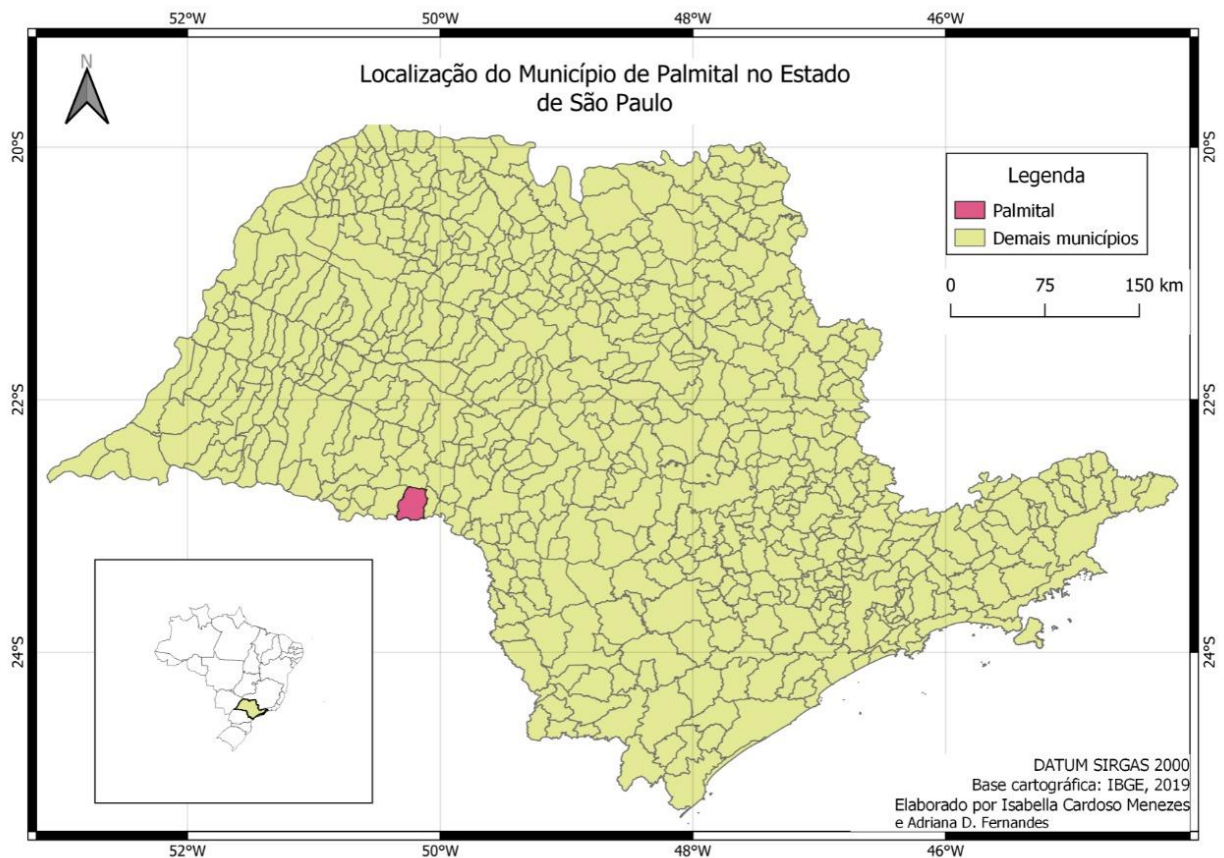 52°W 50°W 48°W 46°W
N
Localização do Município de Palmital no Estado
de São Paulo
20°S 20°S
Legenda
Palmital
Demais municípios
0 75 150 km
22°S 22°S
24°S 24°S
DATUM SIRGAS 2000
Base cartográfica: IBGE, 2019
Elaborado por Isabella Cardoso Menezes
e Adriana D. Fernandes
52°W 50°W 48°W 46°W